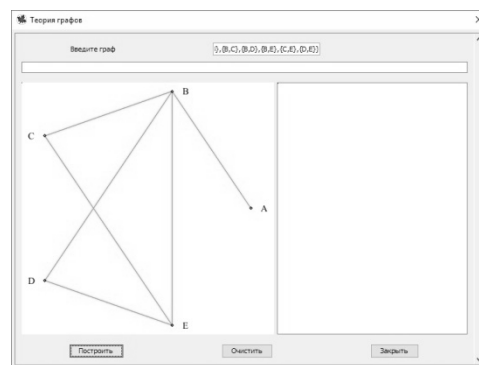 Теория графов
Введите граф },{B,C},{B,D},{B,E},{C,E},{D,E}}
B
C
A
D
E
Построить Очистить Закрыть